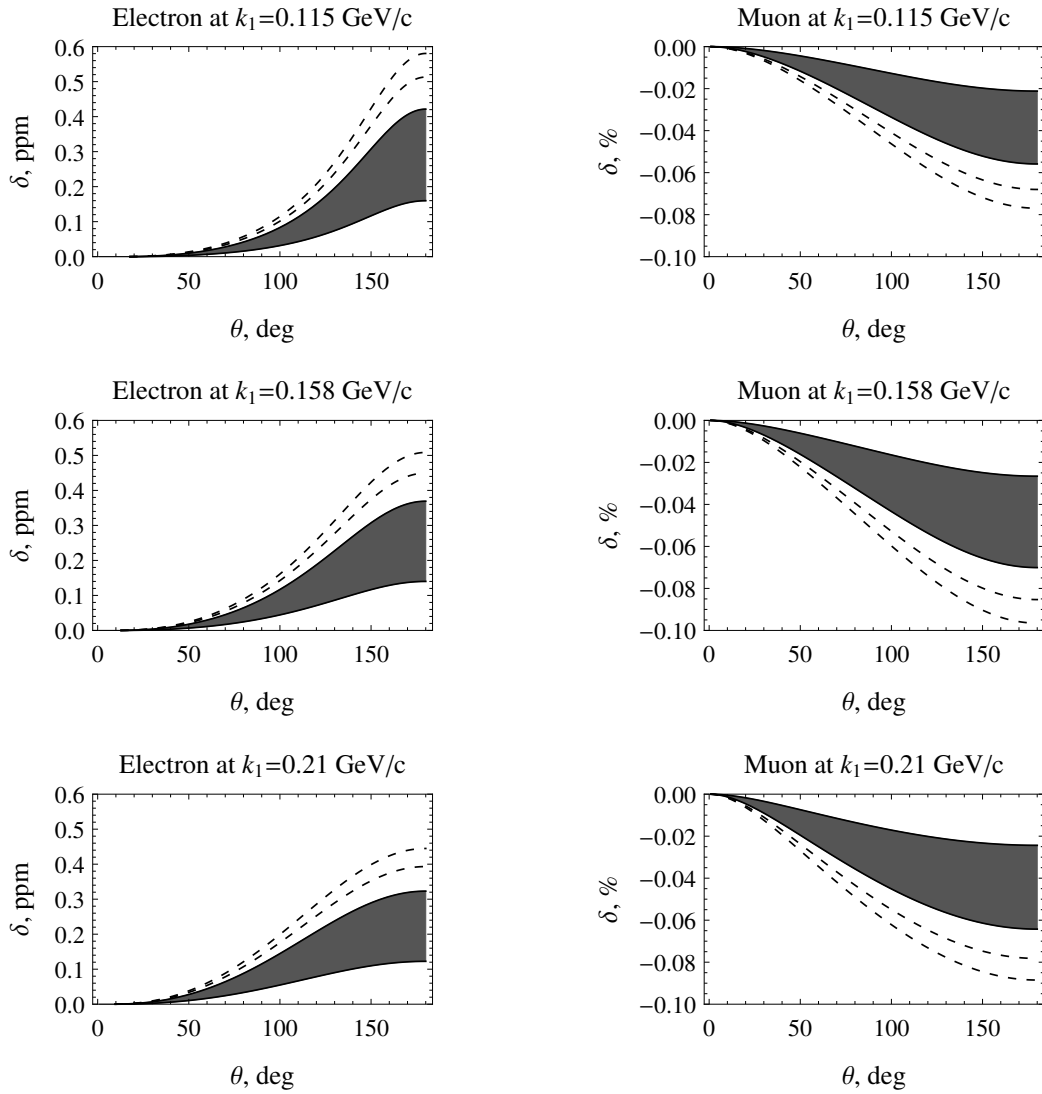 Electron at k₁=0.115 GeV/c
δ, ppm
0.6
0.5
0.4
0.3
0.2
0.1
0.0
0 50 100 150
θ, deg
Muon at k₁=0.115 GeV/c
δ, %
0.00
−0.02
−0.04
−0.06
−0.08
−0.10
0 50 100 150
θ, deg
Electron at k₁=0.158 GeV/c
δ, ppm
0.6
0.5
0.4
0.3
0.2
0.1
0.0
0 50 100 150
θ, deg
Muon at k₁=0.158 GeV/c
δ, %
0.00
−0.02
−0.04
−0.06
−0.08
−0.10
0 50 100 150
θ, deg
Electron at k₁=0.21 GeV/c
δ, ppm
0.6
0.5
0.4
0.3
0.2
0.1
0.0
0 50 100 150
θ, deg
Muon at k₁=0.21 GeV/c
δ, %
0.00
−0.02
−0.04
−0.06
−0.08
−0.10
0 50 100 150
θ, deg